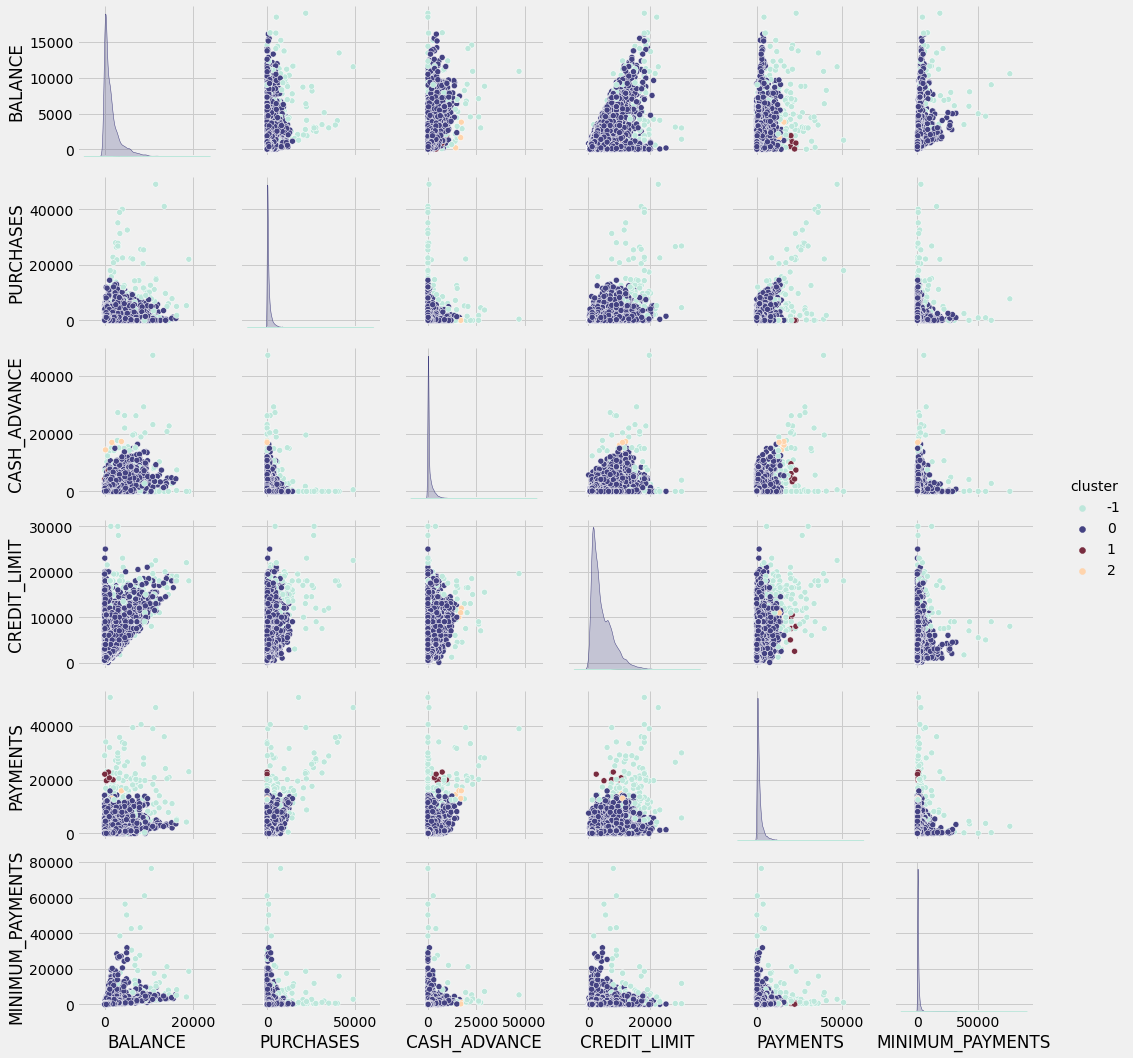 BALANCE
15000
10000
5000
0
PURCHASES
40000
20000
0
CASH_ADVANCE
40000
20000
0
cluster
-1
0
1
2
CREDIT_LIMIT
30000
20000
10000
0
PAYMENTS
40000
20000
0
MINIMUM_PAYMENTS
80000
60000
40000
20000
0
0 20000 0 50000 0 25000 50000 0 20000 0 50000 0 50000
BALANCE PURCHASES CASH_ADVANCE CREDIT_LIMIT PAYMENTS MINIMUM_PAYMENTS